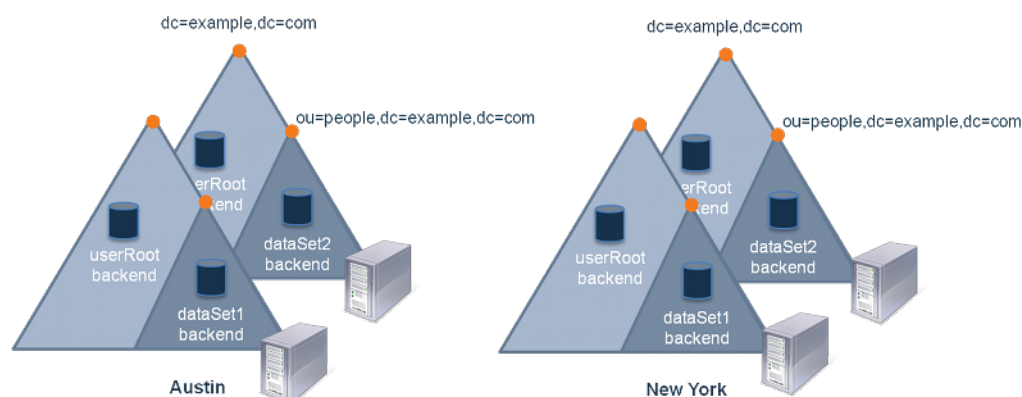 dc=example,dc=com
dc=example,dc=com
ou=people,dc=example,dc=com
ou=people,dc=example,dc=com
userRoot
backend
dataSet2
backend
dataSet1
backend
userRoot
backend
dataSet2
backend
dataSet1
backend
Austin
New York